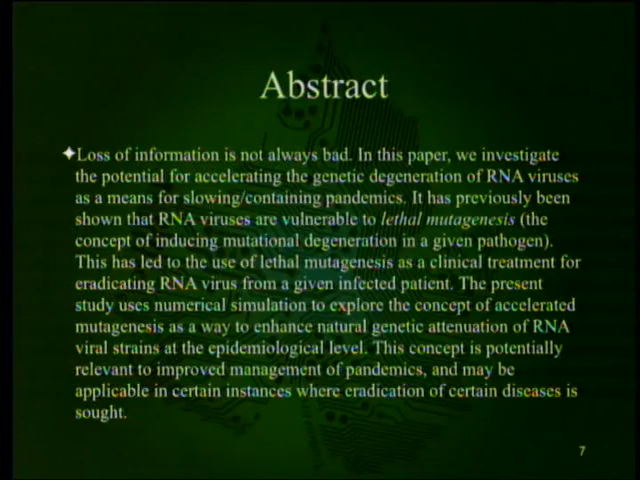 Abstract
✦Loss of information is not always bad. In this paper, we investigate
the potential for accelerating the genetic degeneration of RNA viruses
as a means for slowing/containing pandemics. It has previously been
shown that RNA viruses are vulnerable to lethal mutagenesis (the
concept of inducing mutational degeneration in a given pathogen).
This has led to the use of lethal mutagenesis as a clinical treatment for
eradicating RNA virus from a given infected patient. The present
study uses numerical simulation to explore the concept of accelerated
mutagenesis as a way to enhance natural genetic attenuation of RNA
viral strains at the epidemiological level. This concept is potentially
relevant to improved management of pandemics, and may be
applicable in certain instances where eradication of certain diseases is
sought.
7